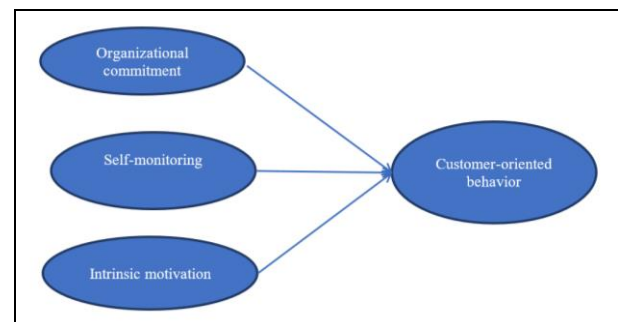 Organizational
commitment
Self-monitoring
Customer-oriented
behavior
Intrinsic motivation